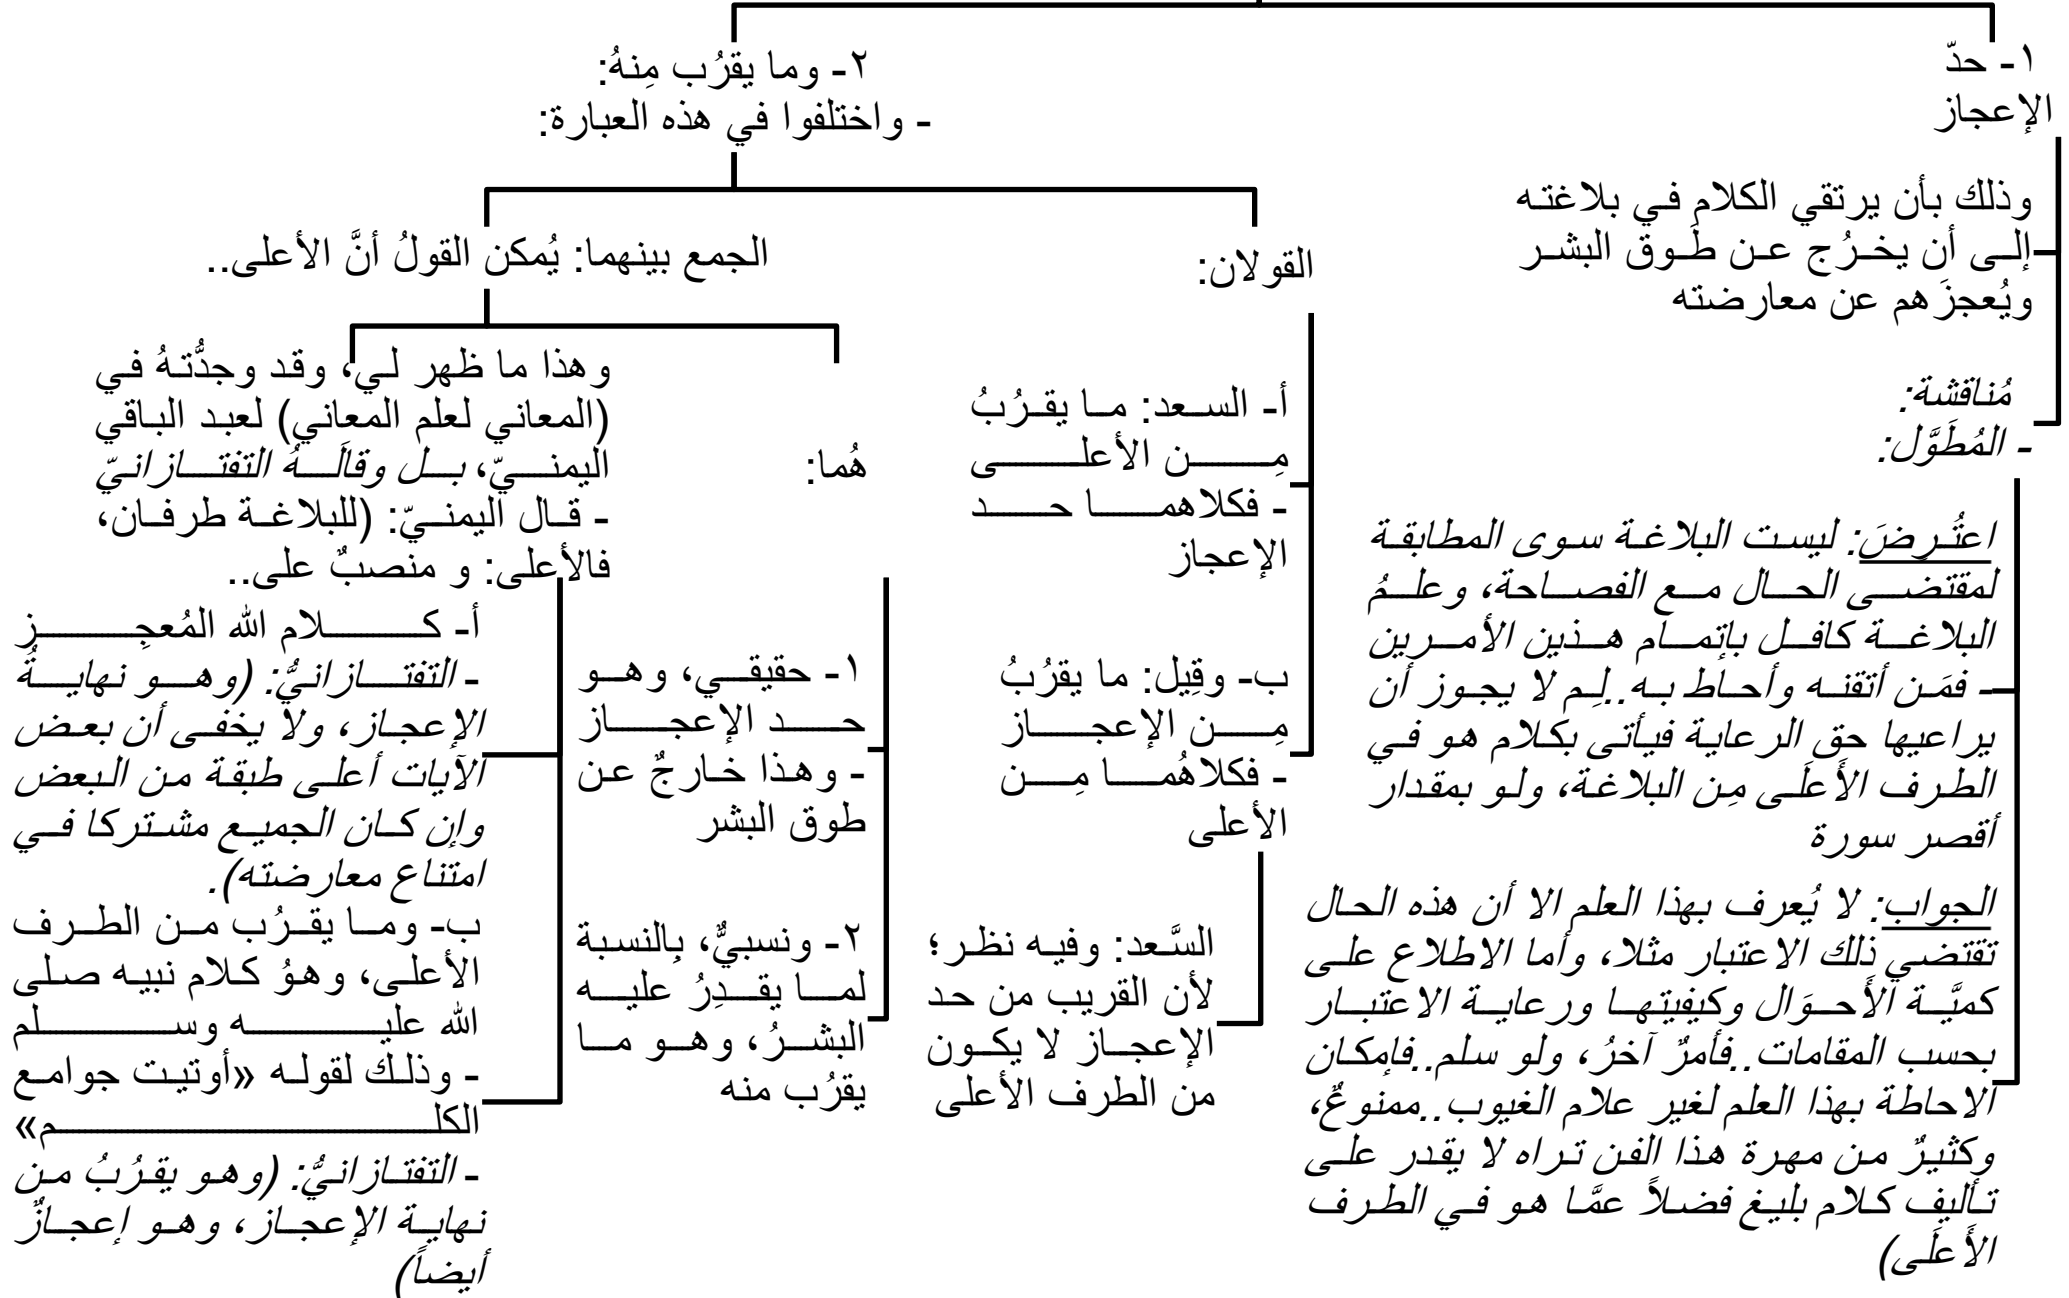 ١- حدّ
الإعجاز
وذلك بأن يرتقي الكلام في بلاغته
إلى أن يخرُج عن طَوق البشر
ويُعجزَهم عن معارضته
مُناقشة:
- المُطَوَّل:
اعتُرِضَ: ليست البلاغة سوى المطابقة
لمقتضى الحال مع الفصاحة، وعلمُ
البلاغة كافل بإتمام هذين الأمرين
- فمَن أتقنه وأحاط به..لِم لا يجوز أن
يراعيها حق الرعاية فيأتى بكلام هو في
الطرف الأَعلَى مِن البلاغة، ولو بمقدار
أقصر سورة
الجواب: لا يُعرف بهذا العلم الا أن هذه الحال
تقتضي ذلك الاعتبار مثلا، وأما الاطلاع على
كميَّة الأَحوَال وكيفيتها ورعاية الاعتبار
بحسب المقامات..فأمرٌ آخرُ، ولو سلم..فإمكان
الاحاطة بهذا العلم لغير علام الغيوب..ممنوعٌ،
وكثيرٌ من مهرة هذا الفن تراه لا يقدر على
تأليف كلام بليغ فضلاً عمَّا هو في الطرف
الأَعلَى)
٢- وما يقرُب مِنهُ:
- واختلفوا في هذه العبارة:
القولان:
أ- السعد: ما يقرُبُ
مِن الأعلى
- فكلاهما حد
الإعجاز
ب- وقِيل: ما يقرُبُ
مِن الإعجاز
- فكلاهُما مِن
الأعلى
السَّعد: وفيه نظر؛
لأن القريب من حد
الإعجاز لا يكون
من الطرف الأعلى
الجمع بينهما: يُمكن القولُ أنَّ الأعلى..
هُما:
١- حقيقي، وهو
حد الإعجاز
- وهذا خارجٌ عن
طوق البشر
٢- ونسبيٌّ، بِالنسبة
لما يقدِرُ عليه
البشرُ، وهو ما
يقرُب منه
وهذا ما ظهر لي، وقد وجدَّتهُ في
(المعاني لعلم المعاني) لعبد الباقي
اليمنيّ، بل وقالَهُ التفتازانيّ
- قال اليمنيّ: (للبلاغة طرفان،
فالأعلى: و منصبٌ على..
أ- كلام الله المُعجِز
- التفتازانيُّ: (وهو نهايةُ
الإعجاز، ولا يخفى أن بعض
الآيات أعلى طبقة من البعض
وإن كان الجميع مشتركا في
امتناع معارضته).
ب- وما يقرُب من الطرف
الأعلى، وهوُ كلام نبيه صلى
الله عليه وسلم
- وذلك لقوله «أوتيت جوامع
الكلم»
- التفتازانيُّ: (وهو يقرُبُ من
نهاية الإعجاز، وهو إعجازٌ
أيضاً)